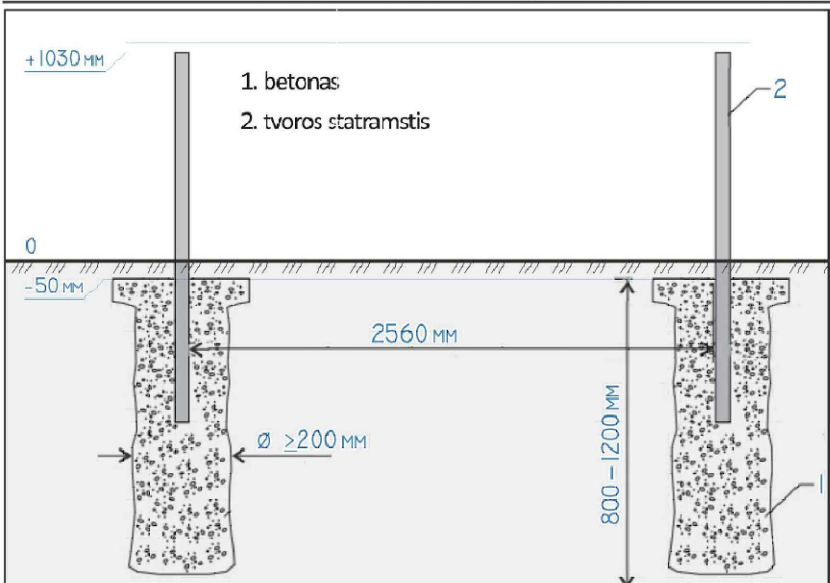 +1030 мм
1. betonas
2. tvoros statramstis
2
0
-50 мм
2560 мм
Ø ≥200 мм
800-1200 мм
1